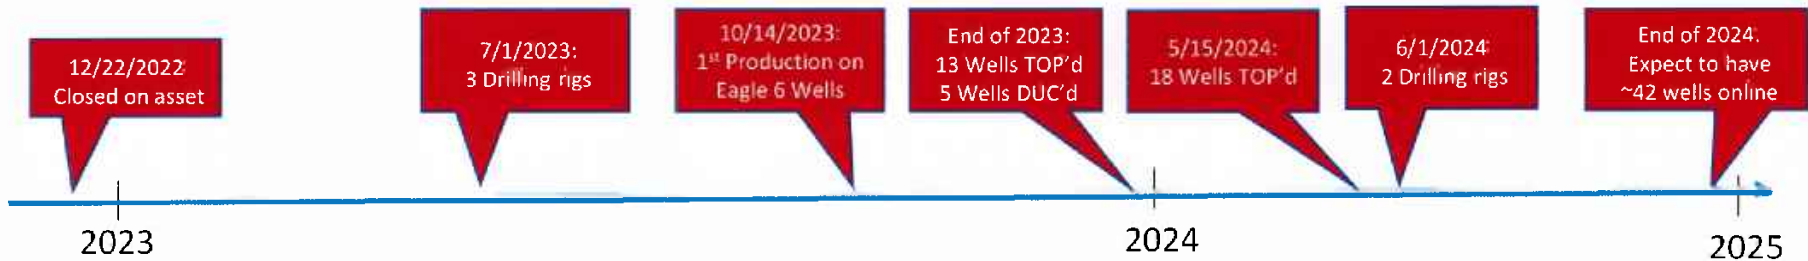 12/22/2022
Closed on asset
7/1/2023:
3 Drilling rigs
10/14/2023:
1st Production on
Eagle 6 Wells
End of 2023:
13 Wells TOP'd
5 Wells DUC'd
5/15/2024:
18 Wells TOP'd
6/1/2024:
2 Drilling rigs
End of 2024:
Expect to have
~42 wells online
2023
2024
2025